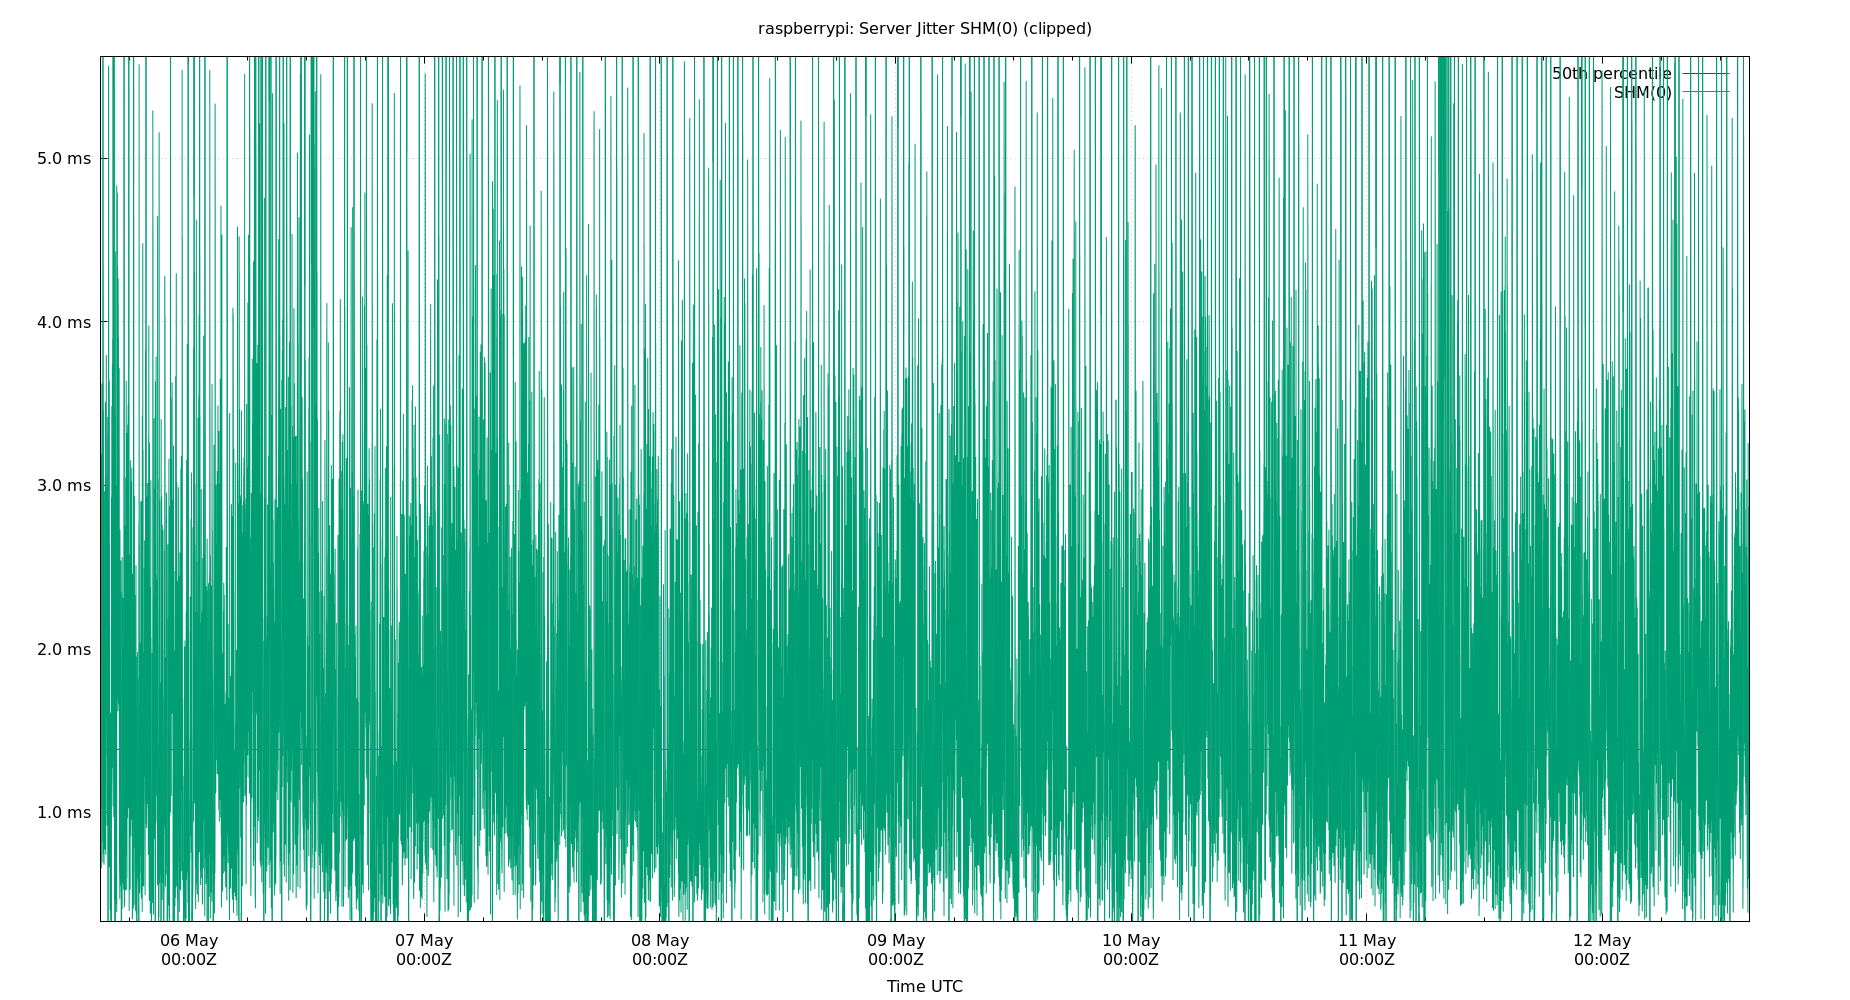 raspberrypi: Server Jitter SHM(0) (clipped)
50th percentile
SHM(0)
5.0 ms
4.0 ms
3.0 ms
2.0 ms
1.0 ms
06 May 07 May 08 May 09 May 10 May 11 May 12 May
00:00Z 00:00Z 00:00Z 00:00Z 00:00Z 00:00Z 00:00Z
Time UTC